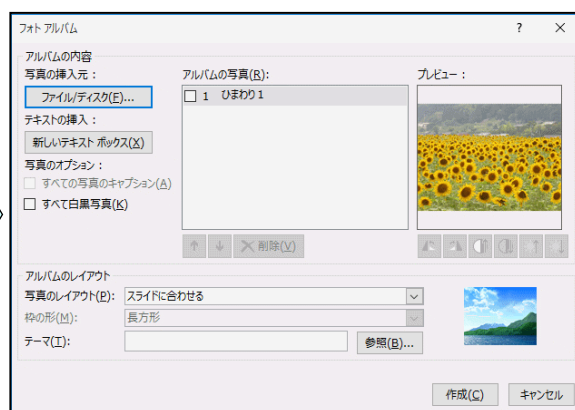 フォト アルバム
アルバムの内容
写真の挿入元：
ファイル/ディスク(F)...
テキストの挿入：
新しいテキスト ボックス(X)
写真のオプション：
すべての写真のキャプション(A)
すべて白黒写真(K)
アルバムの写真(R):
1 ひまわり1
削除(V)
プレビュー：
アルバムのレイアウト
写真のレイアウト(P): スライドに合わせる
枠の形(M): 長方形
テーマ(T): 参照(B)...
作成(C) キャンセル